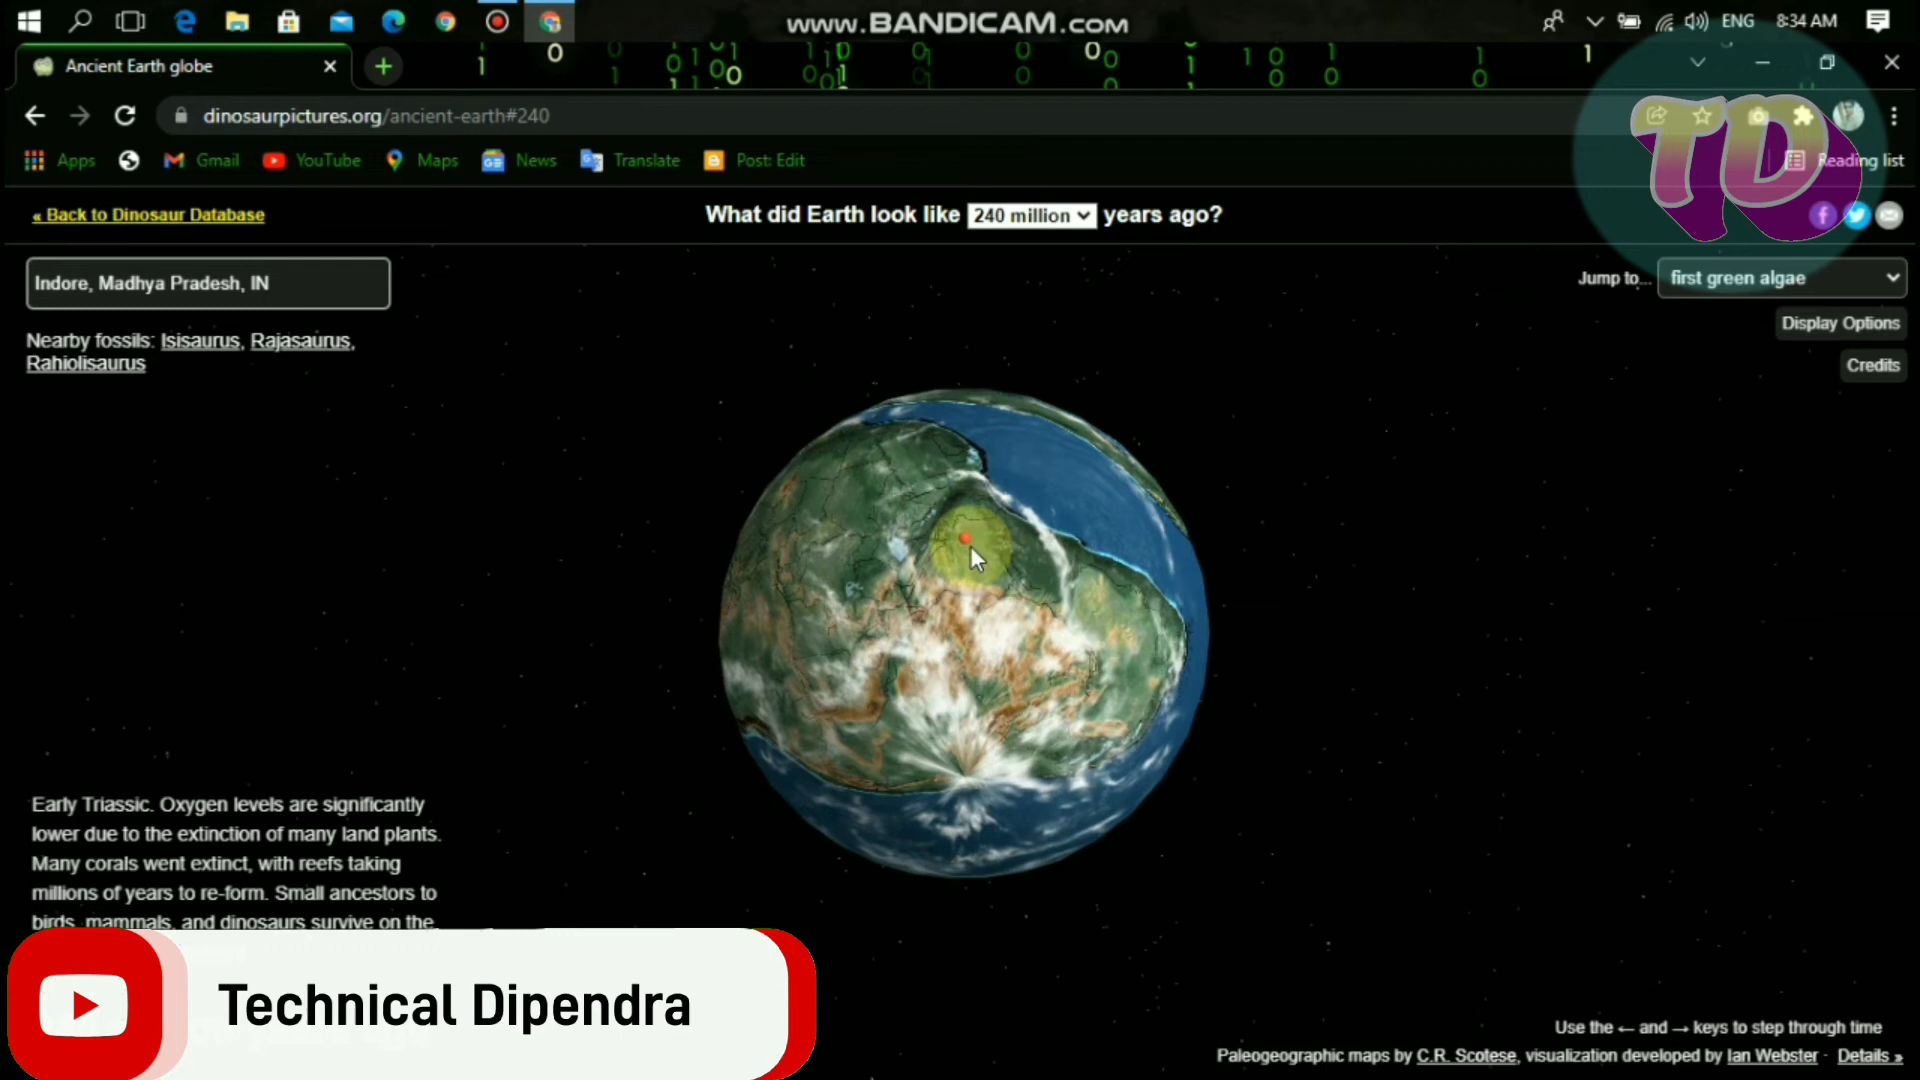 www.BANDICAM.com
ENG 8:34 AM
Ancient Earth globe
dinosaurpictures.org/ancient-earth#240
Apps Gmail YouTube Maps News Translate Post: Edit Reading list
TD
« Back to Dinosaur Database
What did Earth look like 240 million years ago?
Indore, Madhya Pradesh, IN
Jump to... first green algae
Nearby fossils: Isisaurus, Rajasaurus,
Rahiolisaurus
Display Options
Credits
Early Triassic. Oxygen levels are significantly
lower due to the extinction of many land plants.
Many corals went extinct, with reefs taking
millions of years to re-form. Small ancestors to
birds, mammals, and dinosaurs survive on the
Technical Dipendra
Use the ← and → keys to step through time
Paleogeographic maps by C.R. Scotese, visualization developed by Ian Webster - Details »